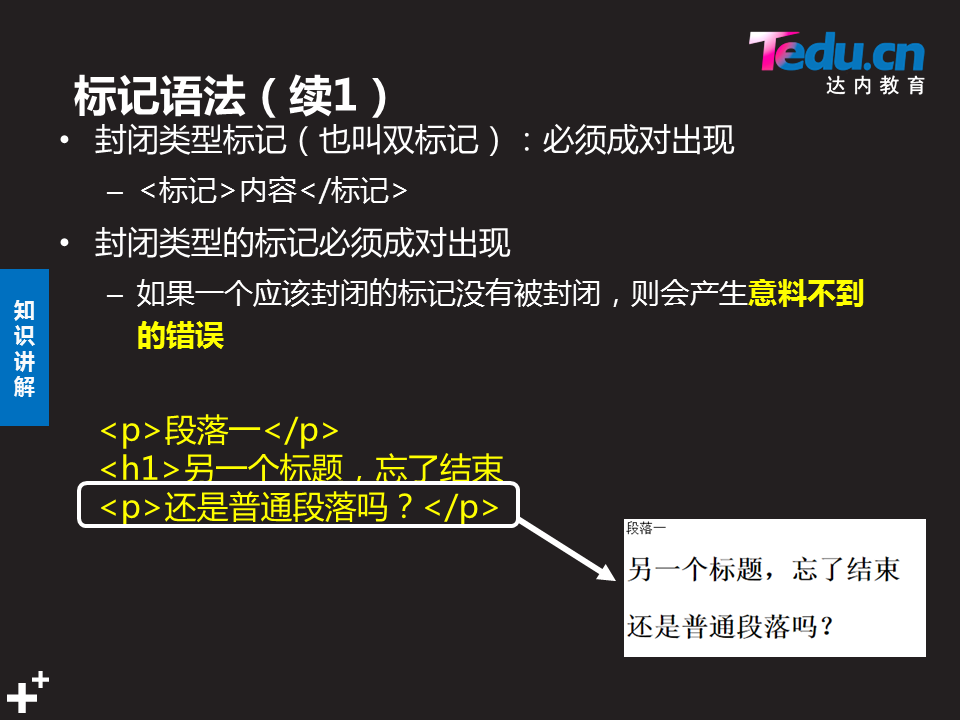 Tedu.cn
达内教育
标记语法（续1）
• 封闭类型标记（也叫双标记）：必须成对出现
– <标记>内容</标记>
• 封闭类型的标记必须成对出现
– 如果一个应该封闭的标记没有被封闭，则会产生意料不到
的错误
知
识
讲
解
<p>段落一</p>
<h1>另一个标题，忘了结束
<p>还是普通段落吗？</p>
段落一
另一个标题，忘了结束
还是普通段落吗？